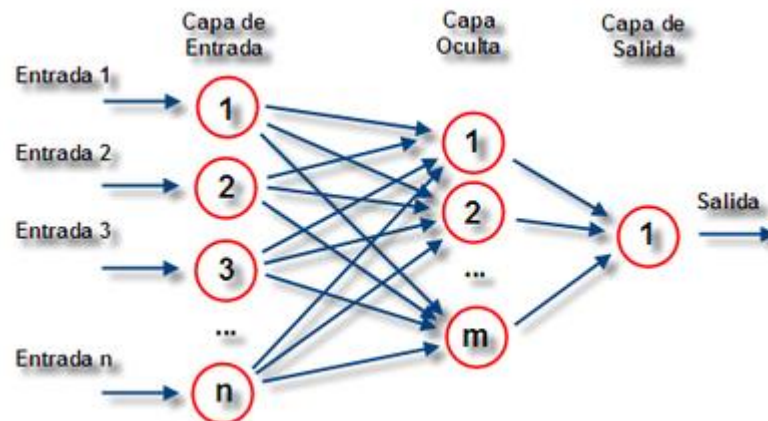 Capa de
Entrada
Capa
Oculta
Capa de
Salida
Entrada 1
1
Entrada 2
2
Entrada 3
3
...
Entrada n
n
1
2
...
m
1
Salida